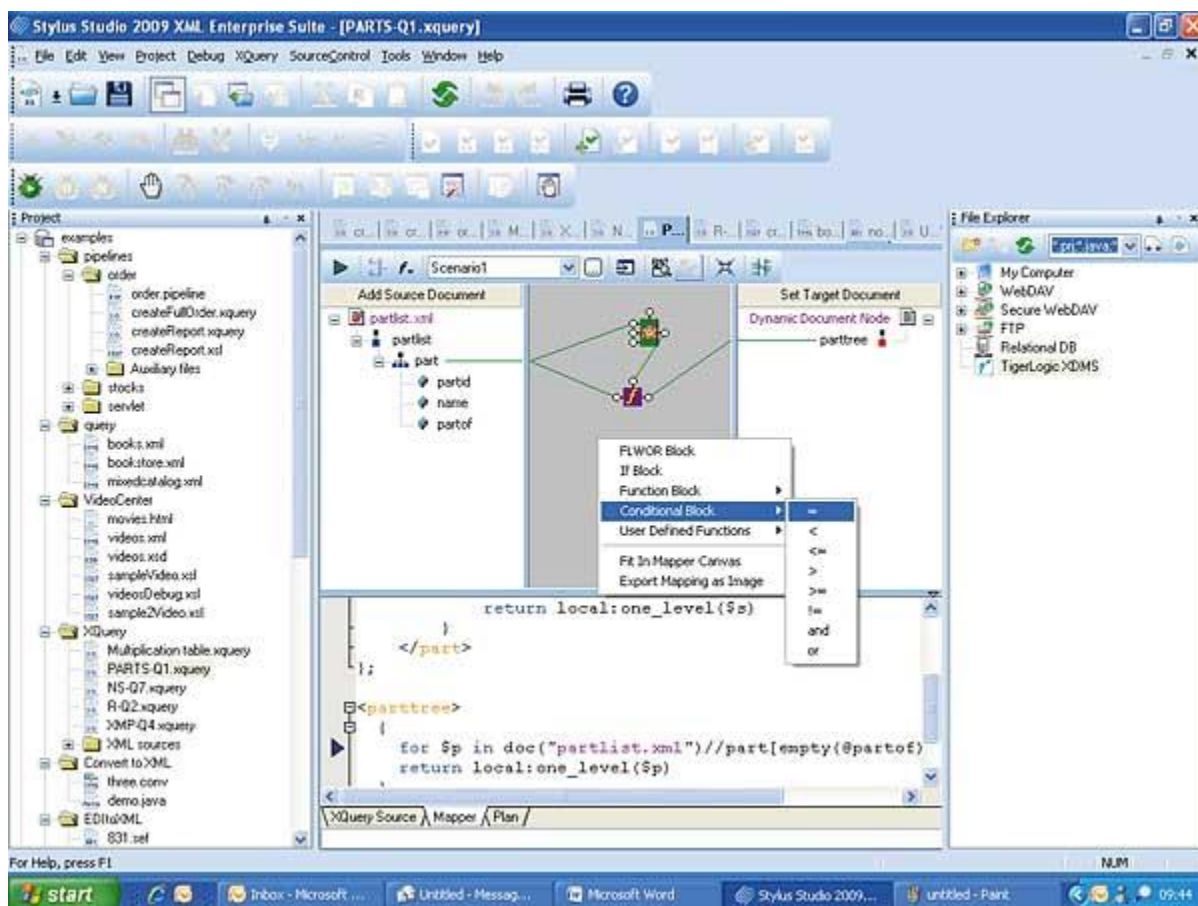 Stylus Studio 2009 XML Enterprise Suite - [PARTS-Q1.xquery]
File Edit View Project Debug XQuery SourceControl Tools Window Help
Project
examples
pipelines
order
order.pipeline
createFullOrder.xquery
createReport.xquery
createReport.xsl
Auxiliary files
stocks
servlet
query
books.xml
bookstore.xml
mixedcatalog.xml
VideoCenter
movies.html
videos.xml
videos.xsd
sampleVideo.xsl
videosDebug.xsl
sample2Video.xsl
XQuery
Multiplication table.xquery
PARTS-Q1.xquery
NS-Q7.xquery
R-Q2.xquery
XMP-Q4.xquery
XML sources
Convert to XML
three.conv
demo.java
EDItoXML
831.sef
cr... cr... cr... M... X... N... P... R-... cr... bo... no... U...
Scenario1
Add Source Document
partlist.xml
partlist
part
partid
name
partof
Set Target Document
Dynamic Document Node
parttree
FLWOR Block
If Block
Function Block
Conditional Block
User Defined Functions
Fit In Mapper Canvas
Export Mapping as Image
=
<
<=
>
>=
!=
and
or
return local:one_level($s)
}
</part>
};
<parttree>
{
for $p in doc("partlist.xml")//part[empty(@partof)
return local:one_level($p)
XQuery Source Mapper Plan
File Explorer
My Computer
WebDAV
Secure WebDAV
FTP
Relational DB
TigerLogic XDMS
For Help, press F1
NUM
start
Inbox - Microsoft ...
Untitled - Messag...
Microsoft Word
Stylus Studio 2009,...
untitled - Paint
09:44